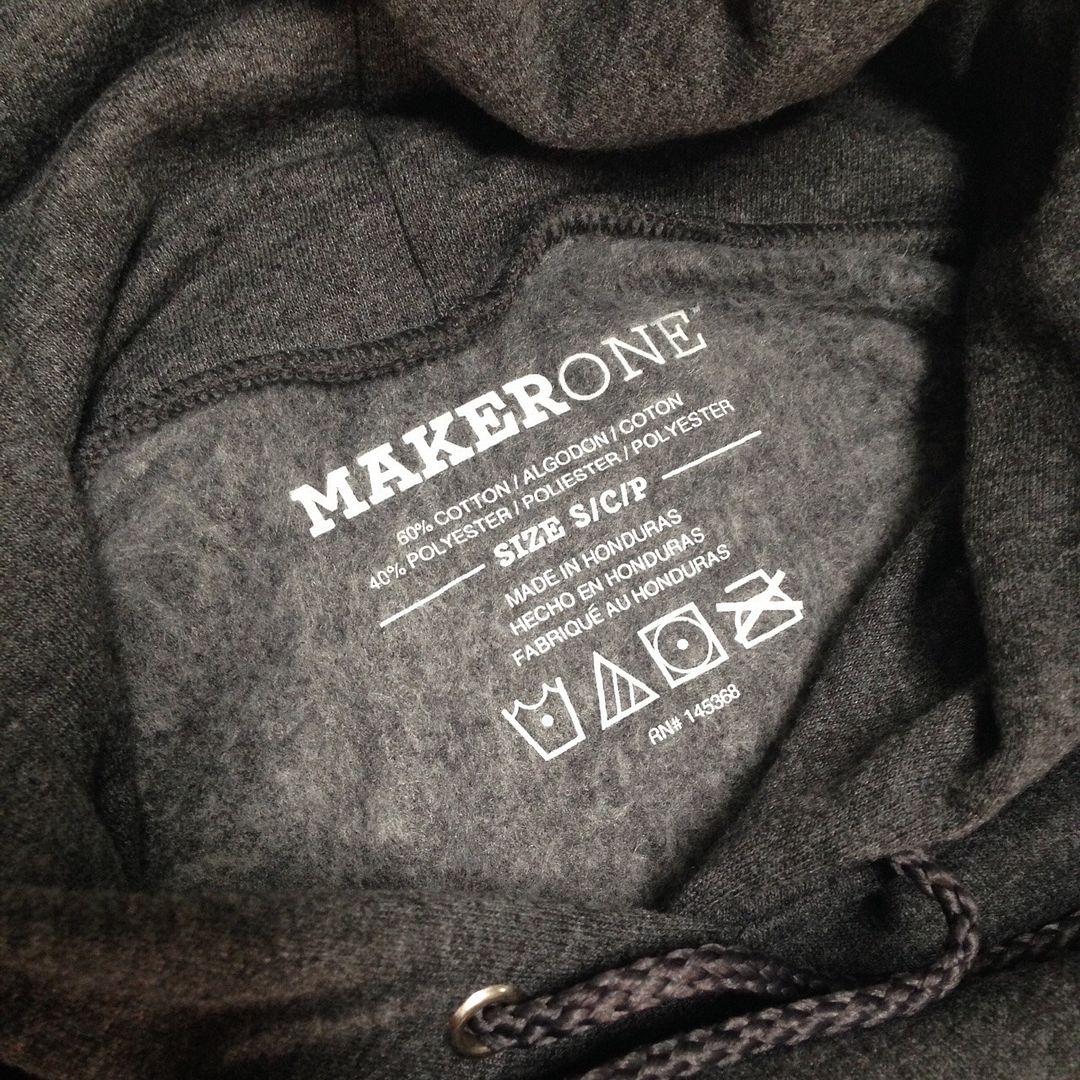 MAKERONE
60% COTTON / ALGODON / COTON
40% POLYESTER / POLIESTER / POLYESTER
SIZE S/C/P
MADE IN HONDURAS
HECHO EN HONDURAS
FABRIQUÉ AU HONDURAS
RN# 145368